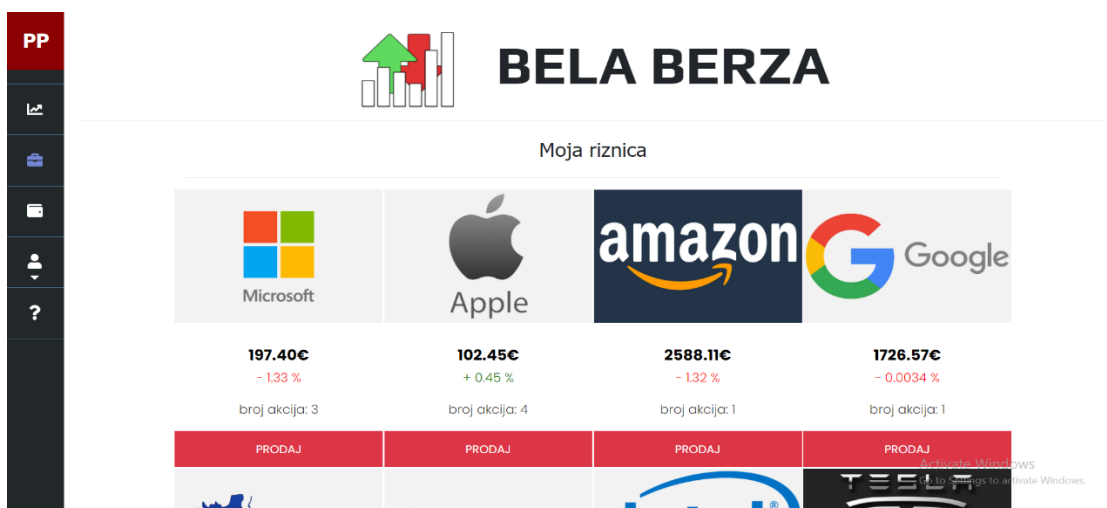 PP
BELA BERZA
Moja riznica
Microsoft
Apple
amazon
Google
197.40€
102.45€
2588.11€
1726.57€
- 1.33 %
+ 0.45 %
- 1.32 %
- 0.0034 %
broj akcija: 3
broj akcija: 4
broj akcija: 1
broj akcija: 1
PRODAJ
PRODAJ
PRODAJ
PRODAJ
Activate Windows
Go to Settings to activate Windows.
TESLA
?